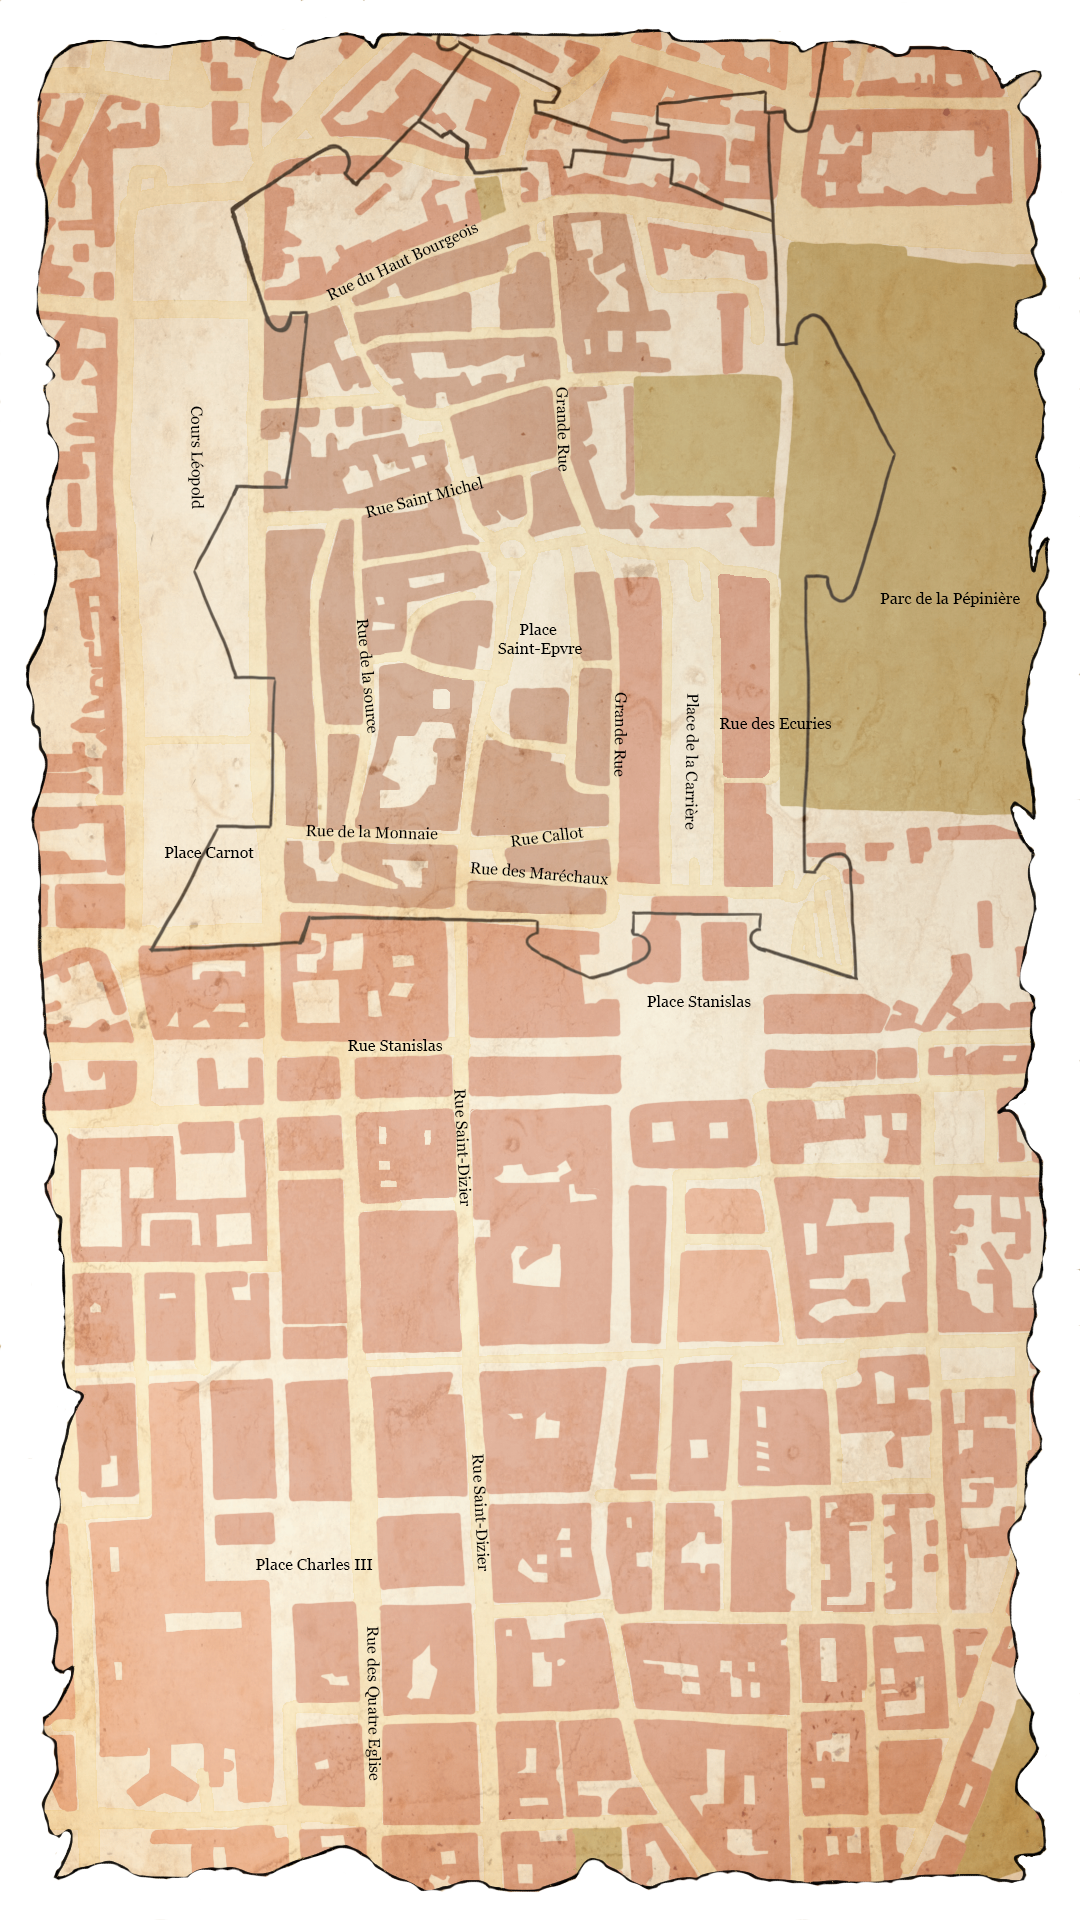 Rue du Haut Bourgeois
Grande Rue
Cours Léopold
Rue Saint Michel
Parc de la Pépinière
Place
Saint-Epvre
Rue de la source
Grande Rue
Place de la Carrière
Rue des Ecuries
Rue de la Monnaie
Rue Callot
Place Carnot
Rue des Maréchaux
Place Stanislas
Rue Stanislas
Rue Saint-Dizier
Rue Saint-Dizier
Place Charles III
Rue des Quatre Eglise